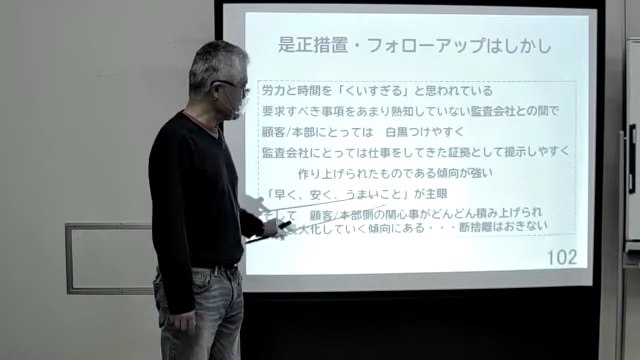 是正措置・フォローアップはしかし
労力と時間を「くいすぎる」と思われている
要求すべき事項をあまり熟知していない監査会社との間で
顧客/本部にとっては 白黒つけやすく
監査会社にとっては仕事をしてきた証拠として提示しやすく
作り上げられたものである傾向が強い
「早く、安く、うまいこと」が主眼
そして 顧客/本部側の関心事がどんどん積み上げられ
大化していく傾向にある・・・断捨離はおきない
102